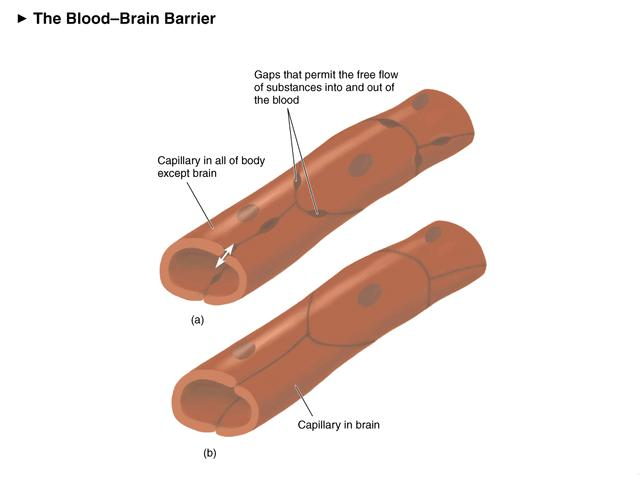 ► The Blood–Brain Barrier
Gaps that permit the free flow
of substances into and out of
the blood
Capillary in all of body
except brain
(a)
Capillary in brain
(b)